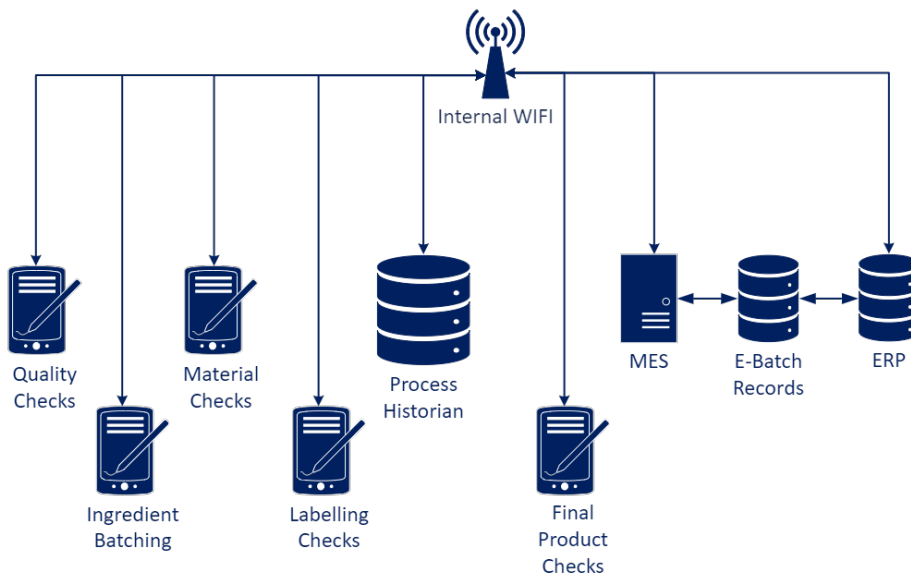 Internal WIFI
Quality
Checks
Material
Checks
Process
Historian
MES
E-Batch
Records
ERP
Ingredient
Batching
Labelling
Checks
Final
Product
Checks